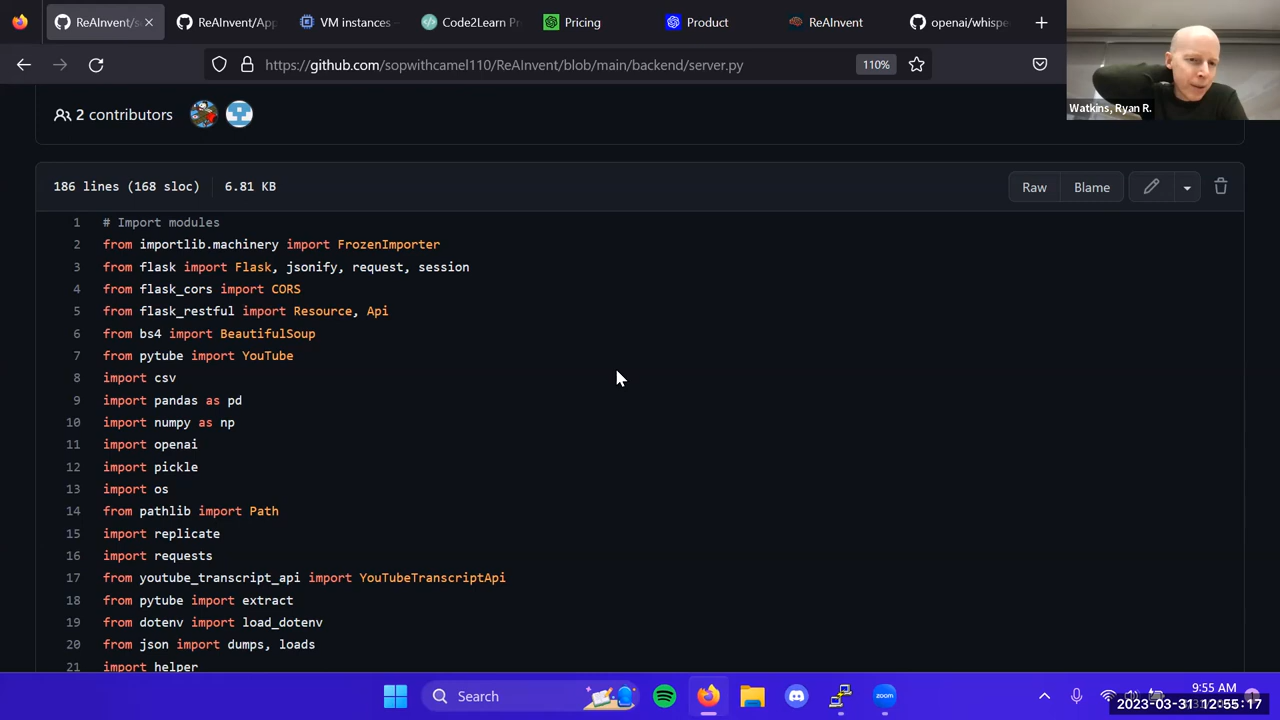 ReAInvent/s
ReAInvent/App
VM instances
Code2Learn Pr
Pricing
Product
ReAInvent
openai/whispe
https://github.com/sopwithcamel110/ReAInvent/blob/main/backend/server.py
110%
Watkins, Ryan R.
2 contributors
186 lines (168 sloc) 6.81 KB
Raw Blame
1 # Import modules
2 from importlib.machinery import FrozenImporter
3 from flask import Flask, jsonify, request, session
4 from flask_cors import CORS
5 from flask_restful import Resource, Api
6 from bs4 import BeautifulSoup
7 from pytube import YouTube
8 import csv
9 import pandas as pd
10 import numpy as np
11 import openai
12 import pickle
13 import os
14 from pathlib import Path
15 import replicate
16 import requests
17 from youtube_transcript_api import YouTubeTranscriptApi
18 from pytube import extract
19 from dotenv import load_dotenv
20 from json import dumps, loads
21 import helper
Search
zoom
9:55 AM
2023-03-31 12:55:17